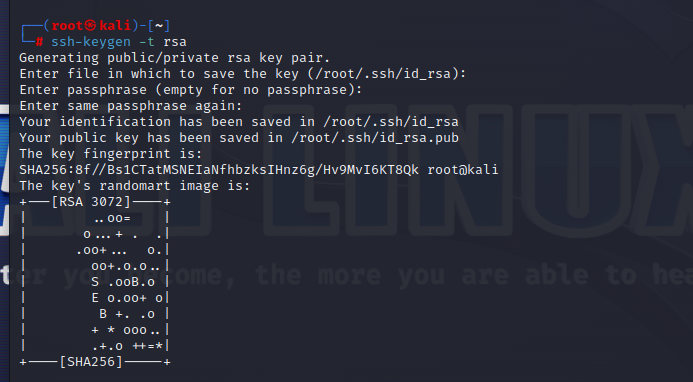 ┌──(root㉿kali)-[~]
└─# ssh-keygen -t rsa
Generating public/private rsa key pair.
Enter file in which to save the key (/root/.ssh/id_rsa):
Enter passphrase (empty for no passphrase):
Enter same passphrase again:
Your identification has been saved in /root/.ssh/id_rsa
Your public key has been saved in /root/.ssh/id_rsa.pub
The key fingerprint is:
SHA256:8f//Bs1CTatMSNEIaNfhbzksIHnz6g/Hv9MvI6KT8Qk root@kali
The key's randomart image is:
+---[RSA 3072]----+
|        ..oo=    |
|       o...+ .  .|
|      .oo+...  o.|
|        oo+.o.o..|
|        S .ooB.o |
|        E o.oo+ o|
|         B +. .o |
|        + * ooo..|
|        .+.o ++=*|
+----[SHA256]-----+
LINUX
ter you become, the more you are able to hea